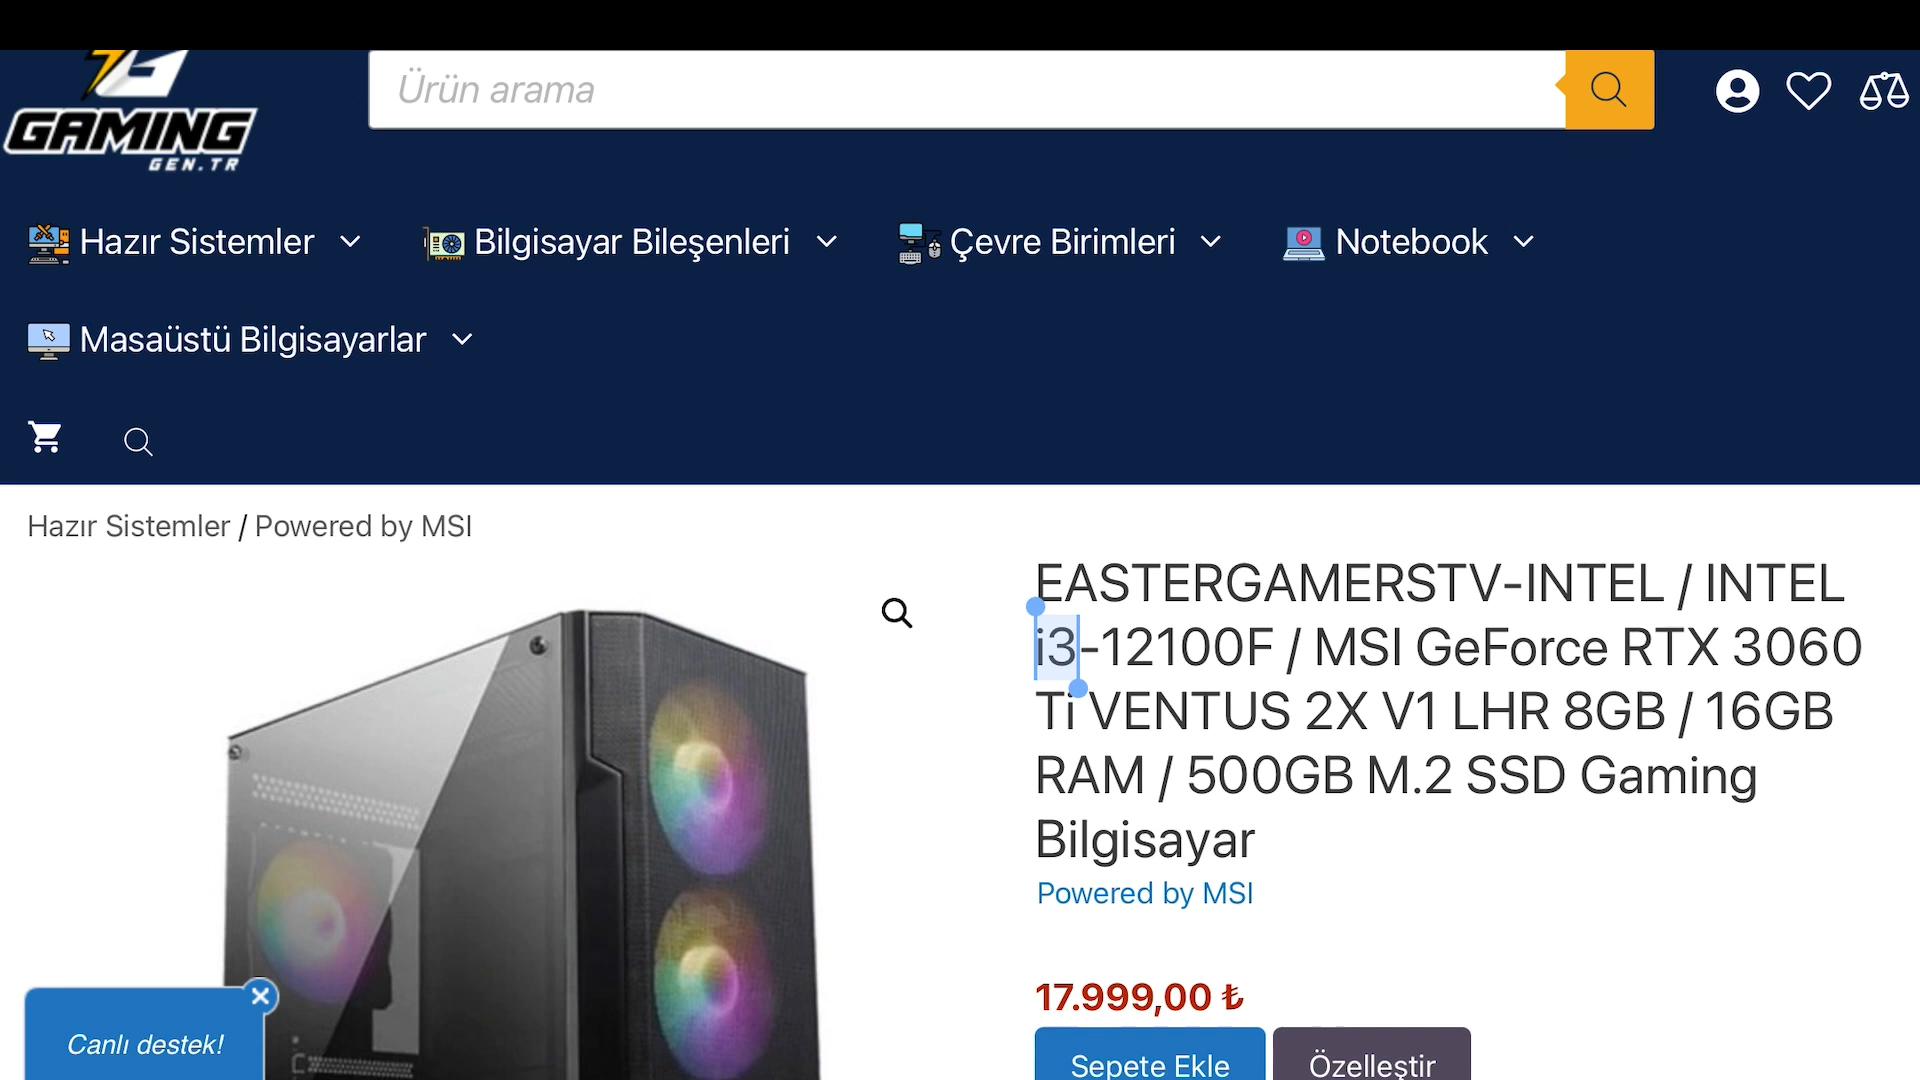 GAMING
GEN.TR
Ürün arama
Hazır Sistemler
Bilgisayar Bileşenleri
Çevre Birimleri
Notebook
Masaüstü Bilgisayarlar
Hazır Sistemler / Powered by MSI
EASTERGAMERSTV-INTEL / INTEL
i3-12100F / MSI GeForce RTX 3060
Ti VENTUS 2X V1 LHR 8GB / 16GB
RAM / 500GB M.2 SSD Gaming
Bilgisayar
Powered by MSI
17.999,00 ₺
Sepete Ekle
Özelleştir
Canlı destek!